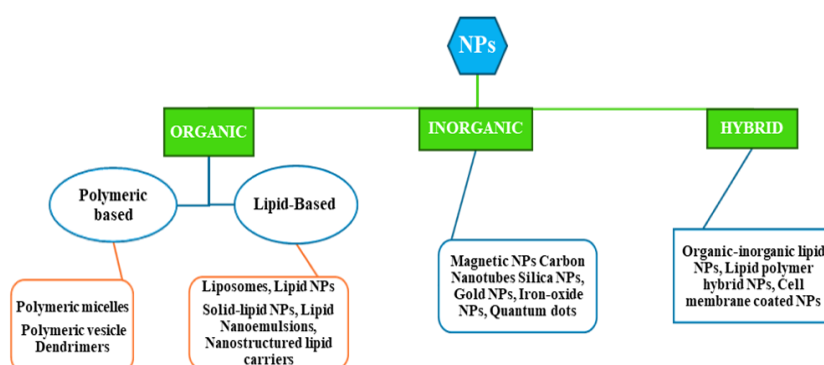 NPs
ORGANIC
INORGANIC
HYBRID
Polymeric
based
Lipid-Based
Polymeric micelles
Polymeric vesicle
Dendrimers
Liposomes, Lipid NPs
Solid-lipid NPs, Lipid
Nanoemulsions,
Nanostructured lipid
carriers
Magnetic NPs Carbon
Nanotubes Silica NPs,
Gold NPs, Iron-oxide
NPs, Quantum dots
Organic-inorganic lipid
NPs, Lipid polymer
hybrid NPs, Cell
membrane coated NPs